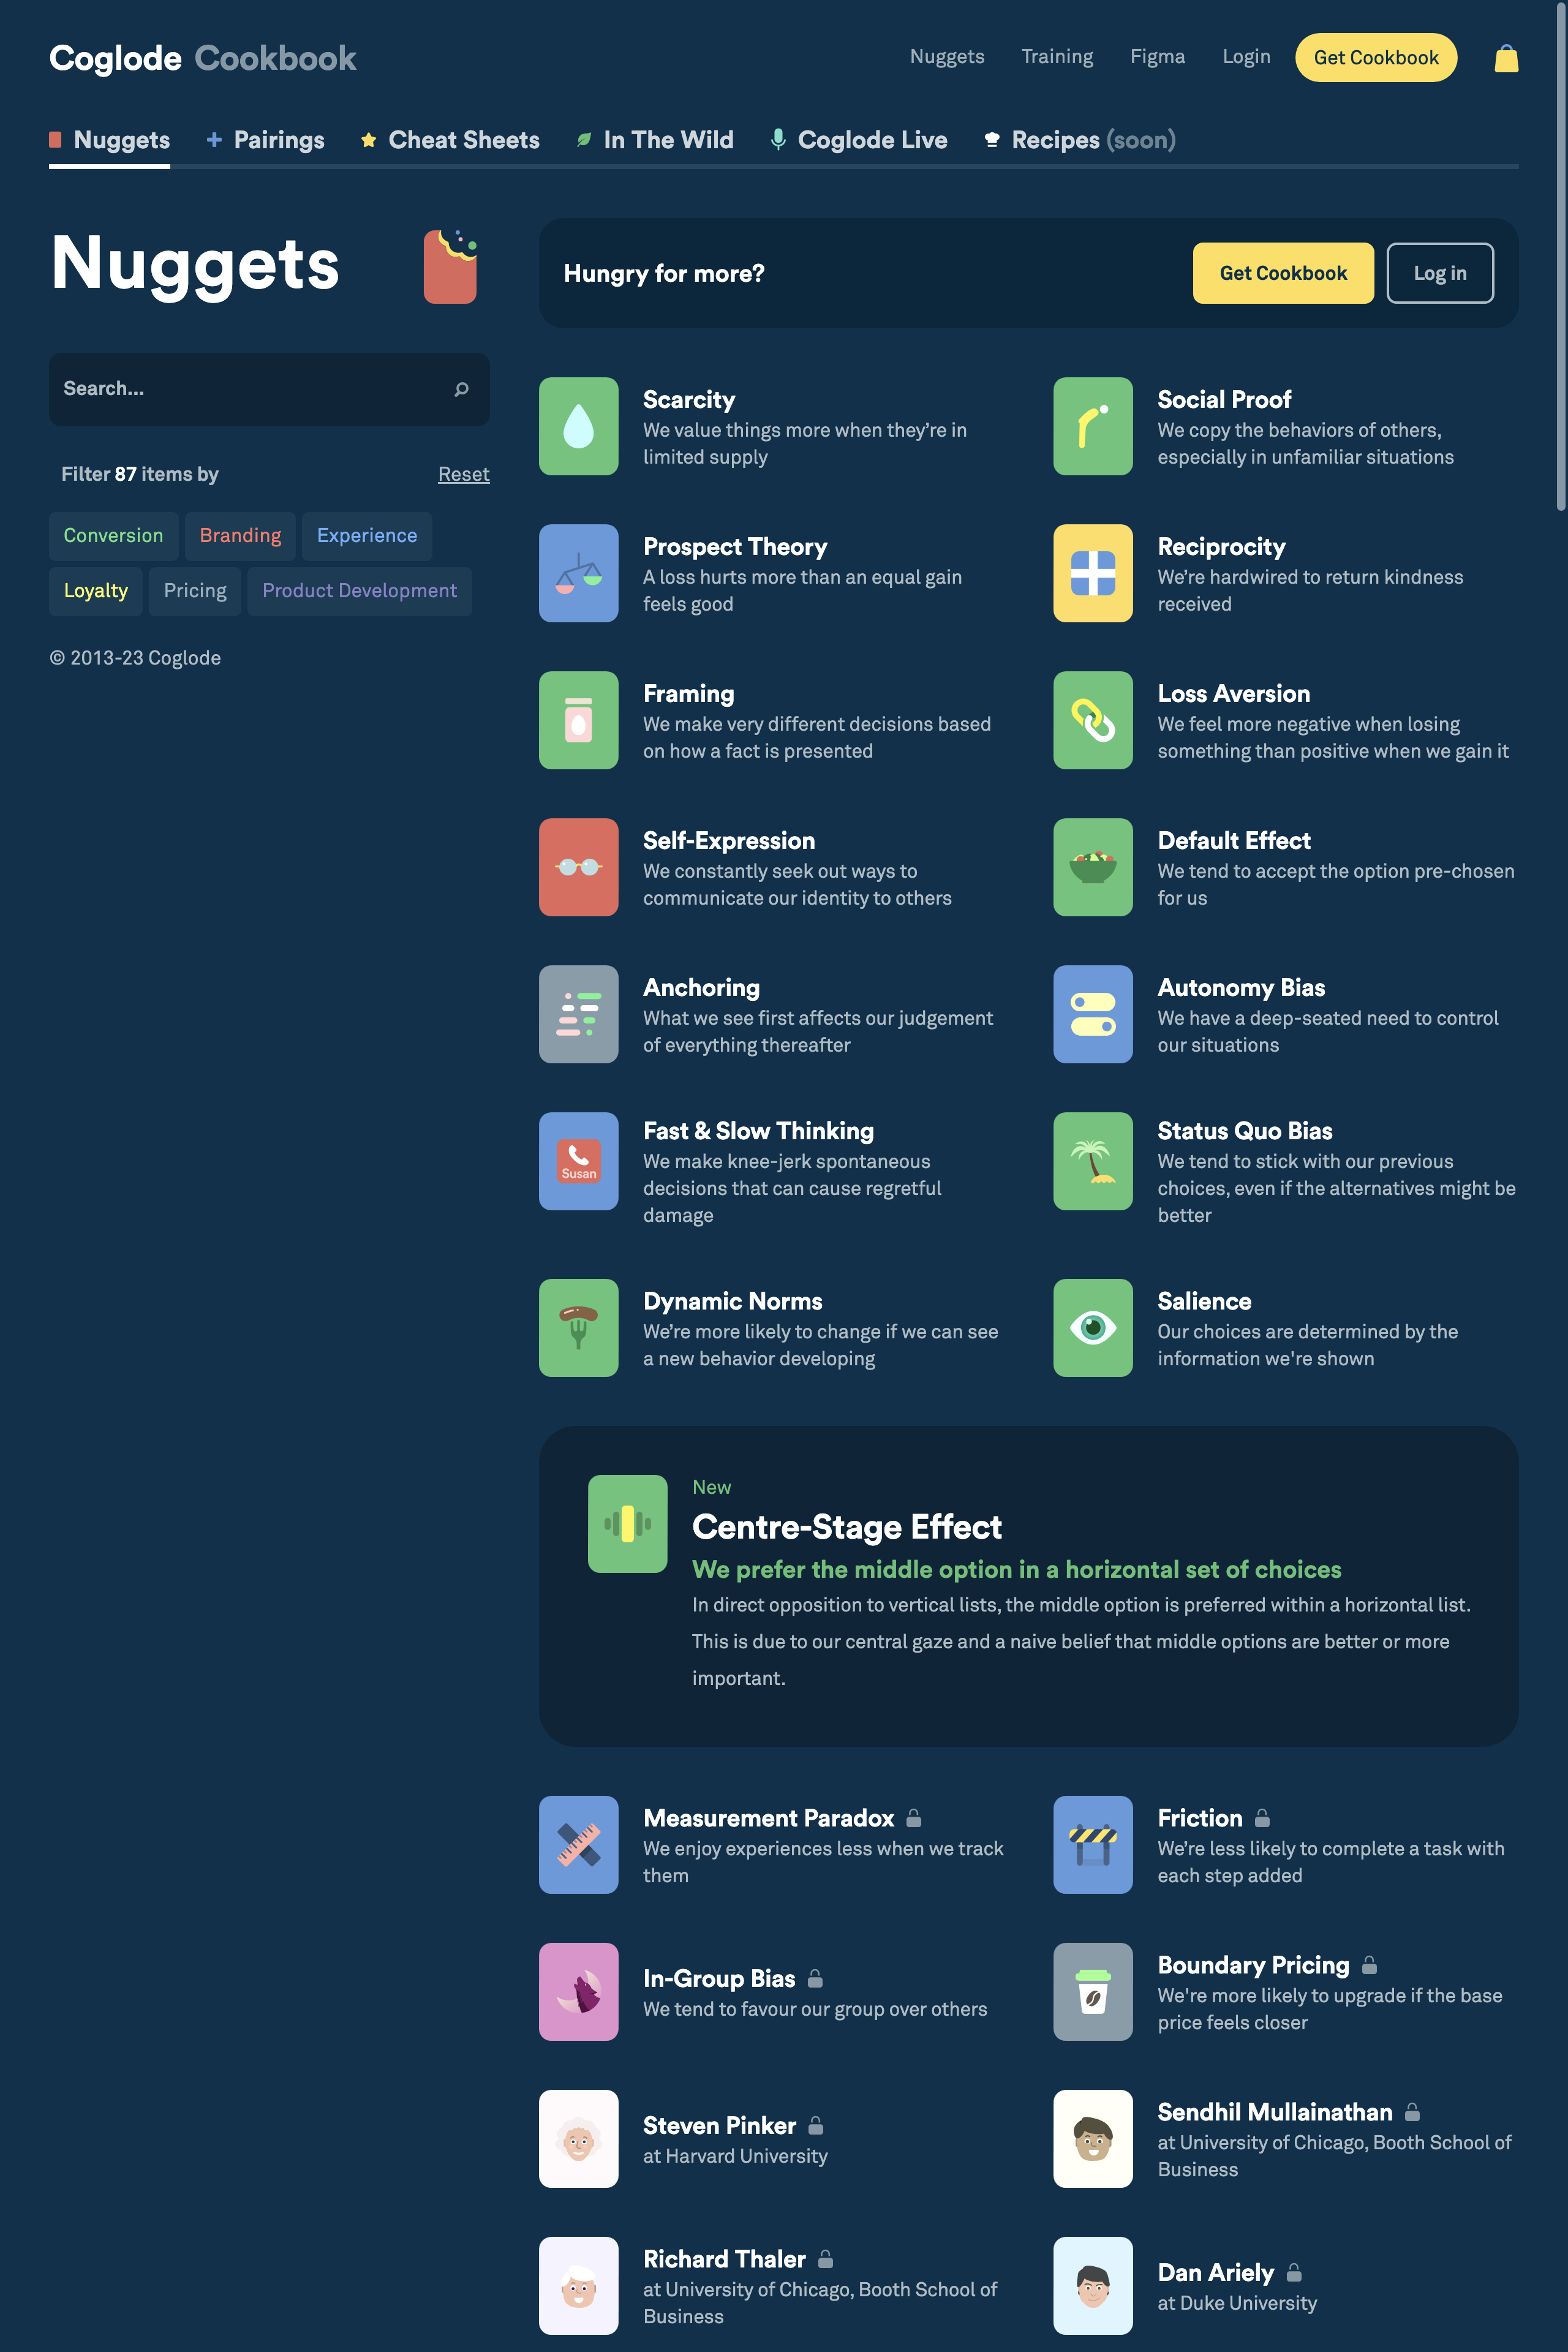 Coglode Cookbook
Nuggets Training Figma Login Get Cookbook
Nuggets Pairings Cheat Sheets In The Wild Coglode Live Recipes (soon)
Nuggets
Search...
Filter 87 items by Reset
Conversion Branding Experience
Loyalty Pricing Product Development
© 2013-23 Coglode
Hungry for more? Get Cookbook Log in
Scarcity
We value things more when they’re in
limited supply
Social Proof
We copy the behaviors of others,
especially in unfamiliar situations
Prospect Theory
A loss hurts more than an equal gain
feels good
Reciprocity
We’re hardwired to return kindness
received
Framing
We make very different decisions based
on how a fact is presented
Loss Aversion
We feel more negative when losing
something than positive when we gain it
Self-Expression
We constantly seek out ways to
communicate our identity to others
Default Effect
We tend to accept the option pre-chosen
for us
Anchoring
What we see first affects our judgement
of everything thereafter
Autonomy Bias
We have a deep-seated need to control
our situations
Susan
Fast & Slow Thinking
We make knee-jerk spontaneous
decisions that can cause regretful
damage
Status Quo Bias
We tend to stick with our previous
choices, even if the alternatives might be
better
Dynamic Norms
We’re more likely to change if we can see
a new behavior developing
Salience
Our choices are determined by the
information we're shown
New
Centre-Stage Effect
We prefer the middle option in a horizontal set of choices
In direct opposition to vertical lists, the middle option is preferred within a horizontal list.
This is due to our central gaze and a naive belief that middle options are better or more
important.
Measurement Paradox
We enjoy experiences less when we track
them
Friction
We’re less likely to complete a task with
each step added
In-Group Bias
We tend to favour our group over others
Boundary Pricing
We're more likely to upgrade if the base
price feels closer
Steven Pinker
at Harvard University
Sendhil Mullainathan
at University of Chicago, Booth School of
Business
Richard Thaler
at University of Chicago, Booth School of
Business
Dan Ariely
at Duke University